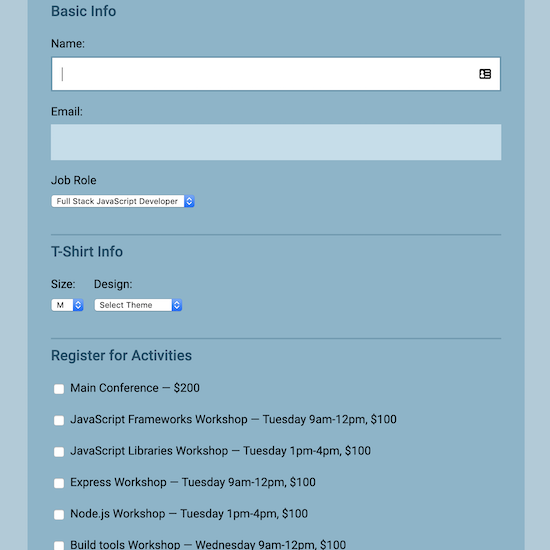 Basic Info
Name:
Email:
Job Role
Full Stack JavaScript Developer
T-Shirt Info
Size: Design:
M Select Theme
Register for Activities
Main Conference — $200
JavaScript Frameworks Workshop — Tuesday 9am-12pm, $100
JavaScript Libraries Workshop — Tuesday 1pm-4pm, $100
Express Workshop — Tuesday 9am-12pm, $100
Node.js Workshop — Tuesday 1pm-4pm, $100
Build tools Workshop — Wednesday 9am-12pm, $100